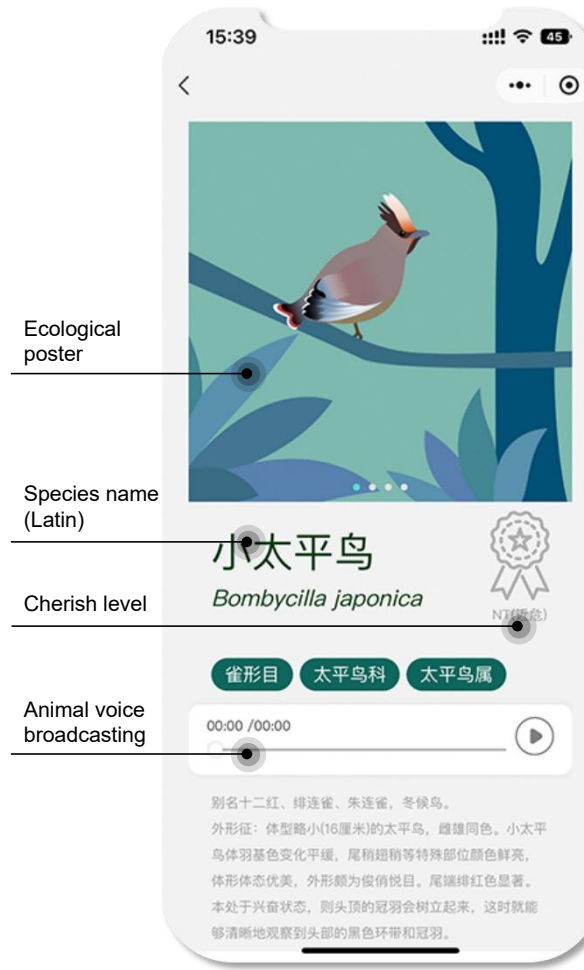 15:39
45
Ecological
poster
Species name
(Latin)
小太平鸟
Bombycilla japonica
Cherish level
NT(近危)
雀形目 太平鸟科 太平鸟属
Animal voice
broadcasting
00:00 /00:00
别名十二红、绯连雀、朱连雀，冬候鸟。
外形征：体型略小(16厘米)的太平鸟，雌雄同色。小太平
鸟体羽基色变化平缓，尾稍翅稍等特殊部位颜色鲜亮，
体形体态优美，外形颇为俊俏悦目。尾端绯红色显著。
本处于兴奋状态，则头顶的冠羽会树立起来，这时就能
够清晰地观察到头部的黑色环带和冠羽。